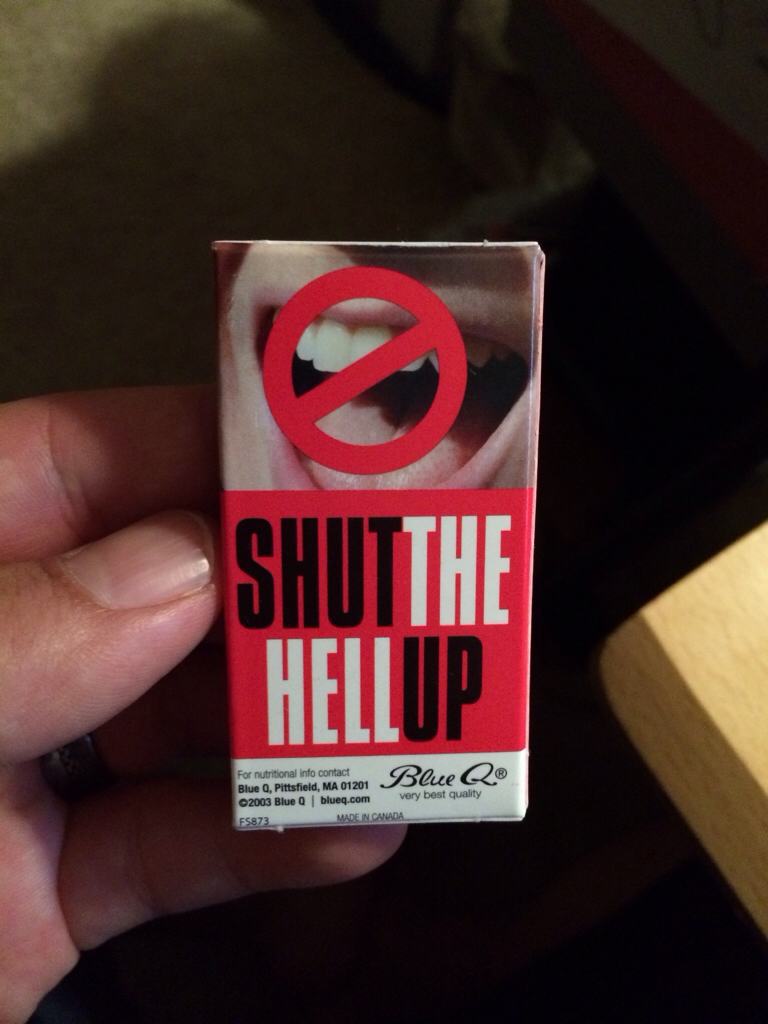 SHUTTHE
HELLUP
For nutritional info contact
Blue Q, Pittsfield, MA 01201
©2003 Blue Q | blueq.com
Blue Q®
very best quality
FS873
MADE IN CANADA